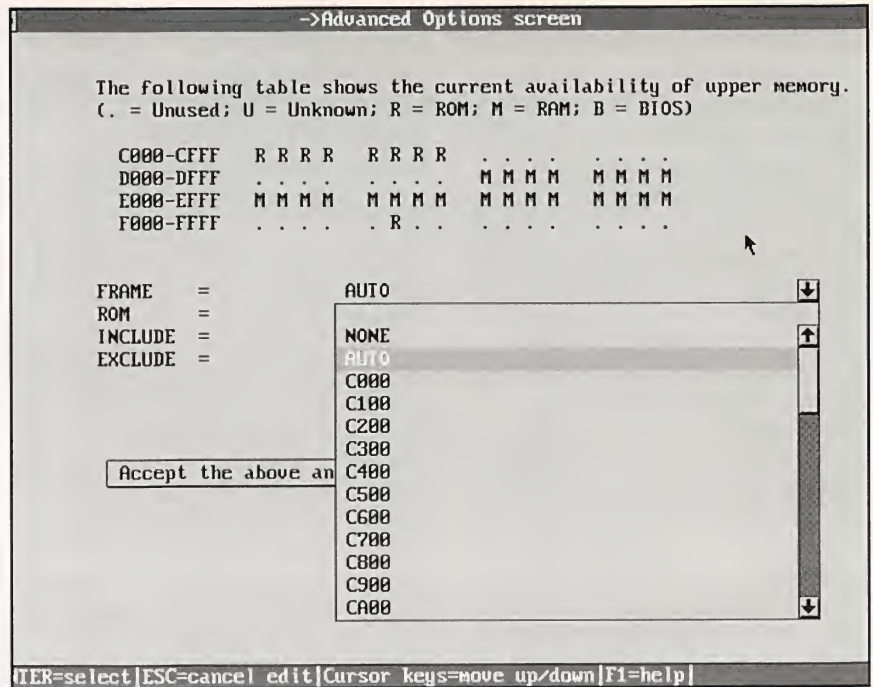 ->Advanced Options screen
The following table shows the current availability of upper memory.
(. = Unused; U = Unknown; R = ROM; M = RAM; B = BIOS)
C000-CFFF R R R R R R R R . . . . . . . .
D000-DFFF . . . . . . . . M M M M M M M M
E000-EFFF M M M M M M M M M M M M M M M M
F000-FFFF . . . . . R . . . . . . . . . .
FRAME = AUTO
ROM =
INCLUDE = NONE
EXCLUDE = AUTO
C000
C100
C200
C300
Accept the above an C400
C500
C600
C700
C800
C900
CA00
TER=select|ESC=cancel edit|Cursor keys=move up/down|F1=help|